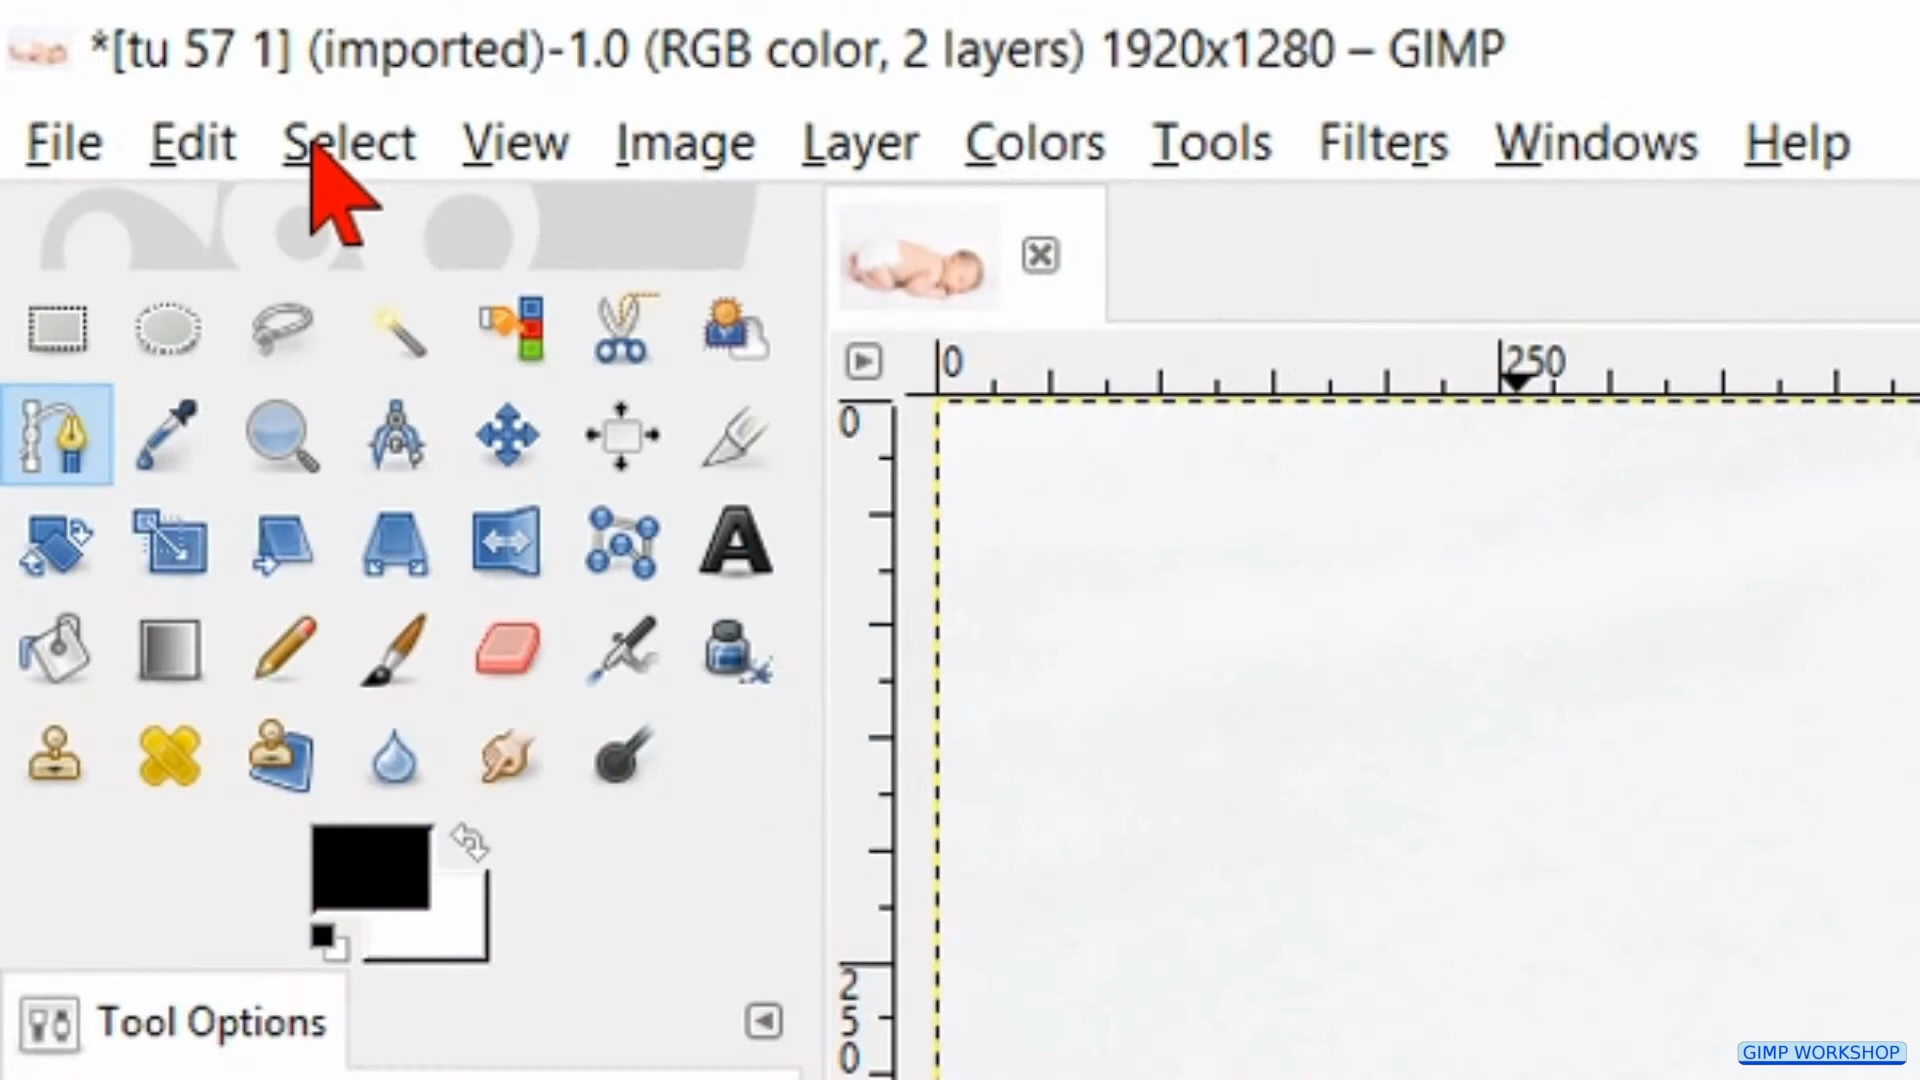 *[tu 57 1] (imported)-1.0 (RGB color, 2 layers) 1920x1280 – GIMP
File Edit Select View Image Layer Colors Tools Filters Windows Help
0 250
0
250
Tool Options
GIMP WORKSHOP